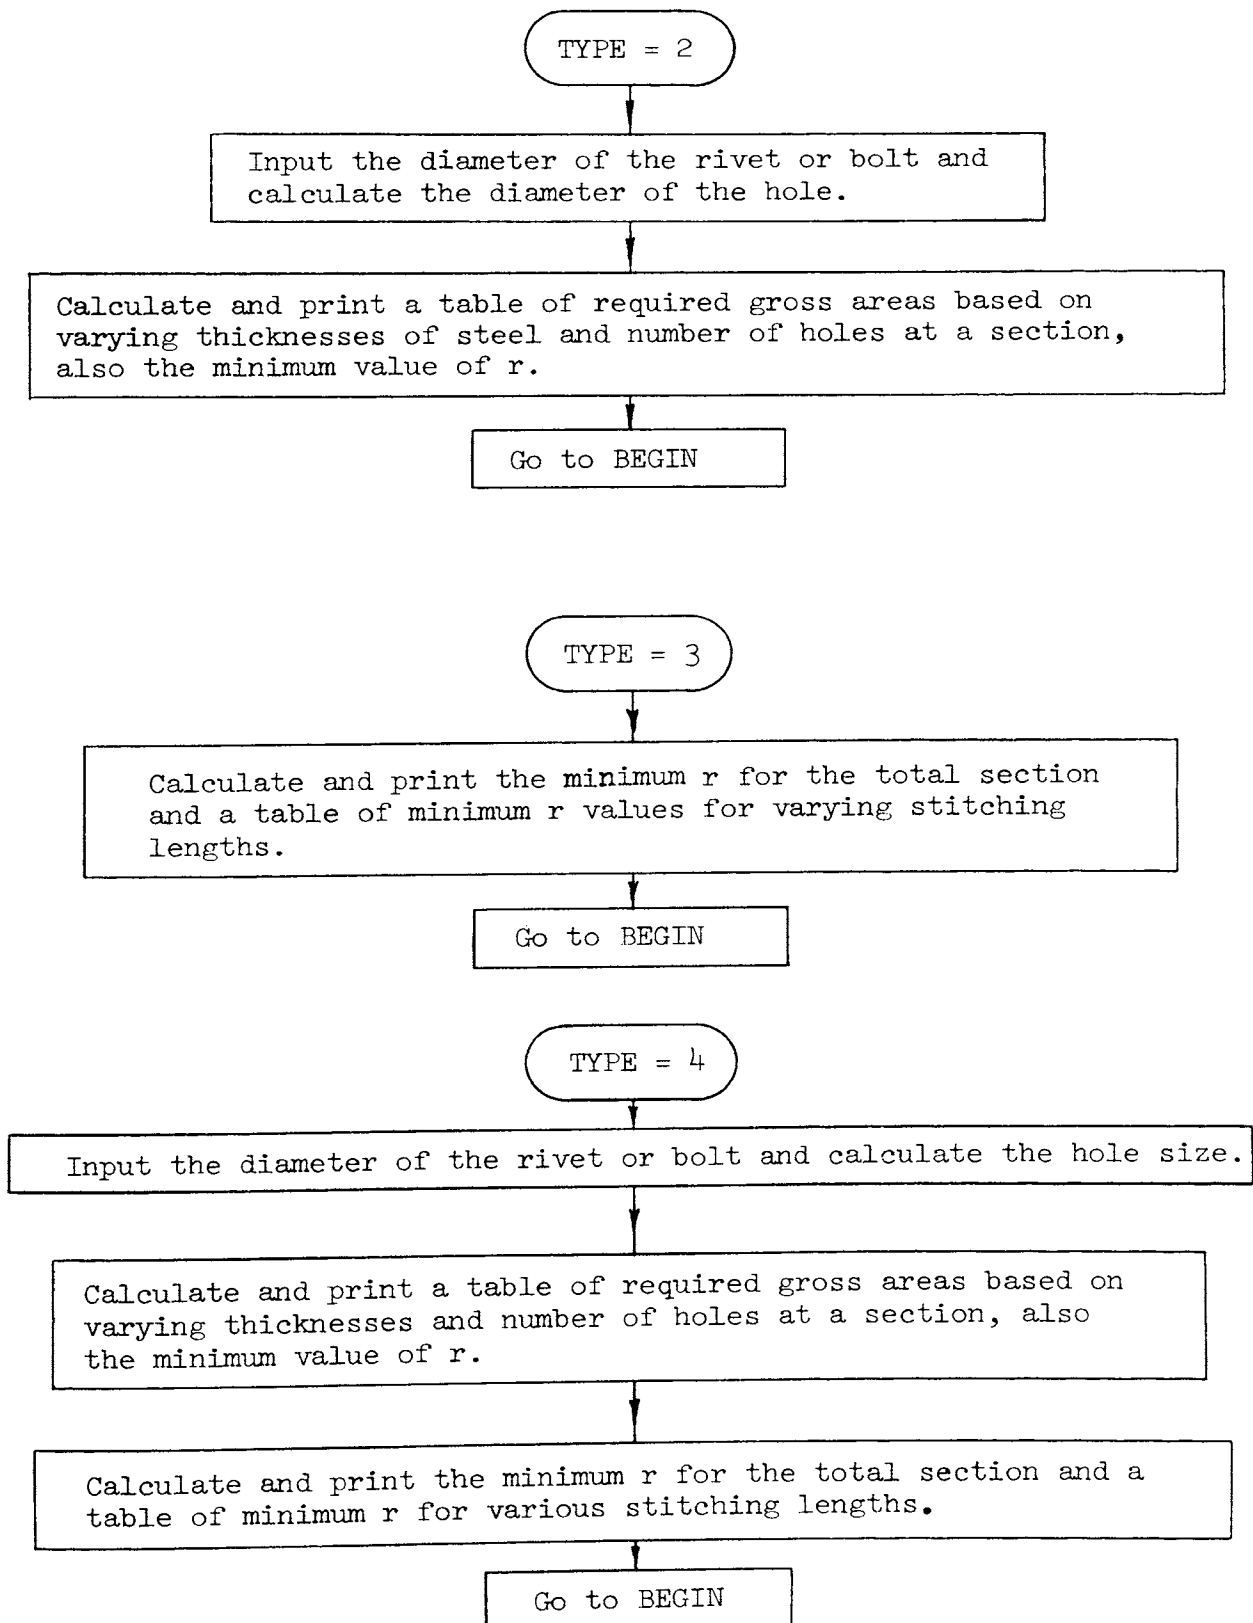 TYPE = 2
Input the diameter of the rivet or bolt and
calculate the diameter of the hole.
Calculate and print a table of required gross areas based on
varying thicknesses of steel and number of holes at a section,
also the minimum value of r.
Go to BEGIN
TYPE = 3
Calculate and print the minimum r for the total section
and a table of minimum r values for varying stitching
lengths.
Go to BEGIN
TYPE = 4
Input the diameter of the rivet or bolt and calculate the hole size.
Calculate and print a table of required gross areas based on
varying thicknesses and number of holes at a section, also
the minimum value of r.
Calculate and print the minimum r for the total section and a
table of minimum r for various stitching lengths.
Go to BEGIN